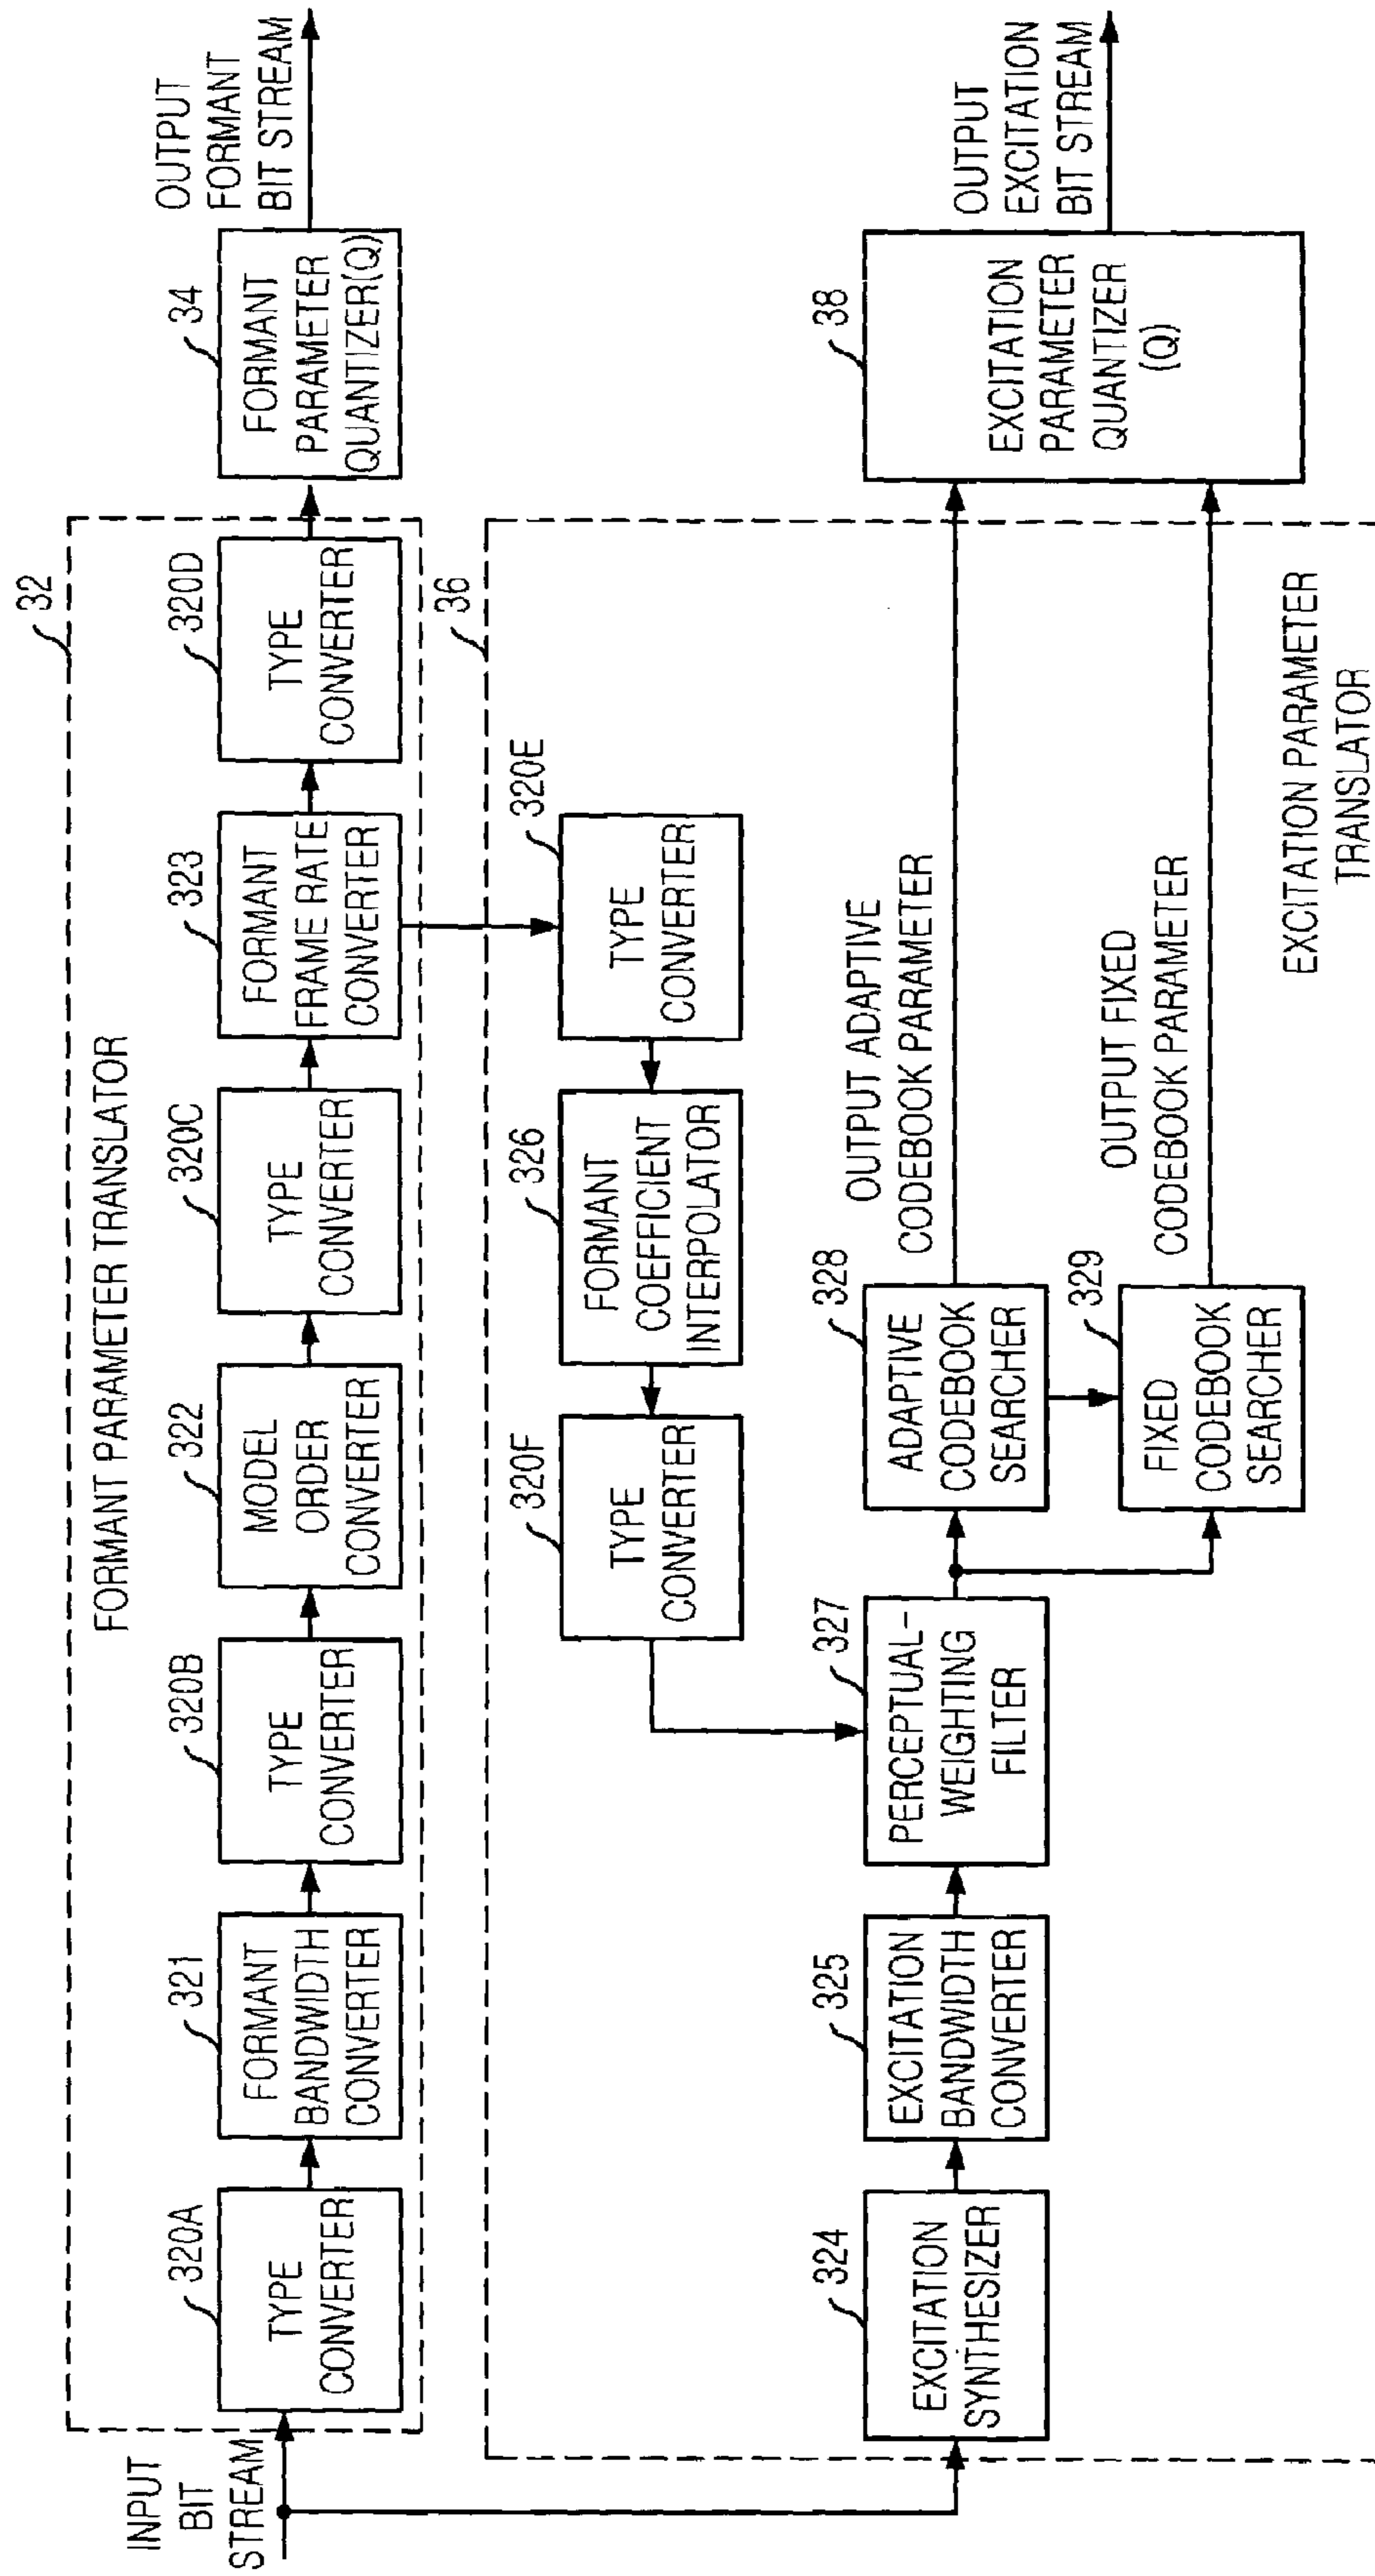 INPUT
BIT
STREAM
32
FORMANT PARAMETER TRANSLATOR
320A
TYPE
CONVERTER
321
FORMANT
BANDWIDTH
CONVERTER
320B
TYPE
CONVERTER
322
MODEL
ORDER
CONVERTER
320C
TYPE
CONVERTER
323
FORMANT
FRAME RATE
CONVERTER
320D
TYPE
CONVERTER
34
FORMANT
PARAMETER
QUANTIZER(Q)
OUTPUT
FORMANT
BIT STREAM
36
320E
TYPE
CONVERTER
326
FORMANT
COEFFICIENT
INTERPOLATOR
320F
TYPE
CONVERTER
324
EXCITATION
SYNTHESIZER
325
EXCITATION
BANDWIDTH
CONVERTER
327
PERCEPTUAL-
WEIGHTING
FILTER
328
ADAPTIVE
CODEBOOK
SEARCHER
329
FIXED
CODEBOOK
SEARCHER
OUTPUT ADAPTIVE
CODEBOOK PARAMETER
OUTPUT FIXED
CODEBOOK PARAMETER
38
EXCITATION
PARAMETER
QUANTIZER
(Q)
OUTPUT
EXCITATION
BIT STREAM
EXCITATION PARAMETER
TRANSLATOR